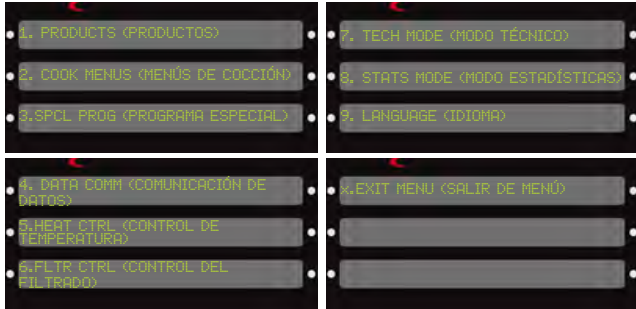 1. PRODUCTS (PRODUCTOS)
2. COOK MENUS (MENÚS DE COCCIÓN)
3.SPCL PROG (PROGRAMA ESPECIAL)
7. TECH MODE (MODO TÉCNICO)
8. STATS MODE (MODO ESTADÍSTICAS)
9. LANGUAGE (IDIOMA)
4. DATA COMM (COMUNICACIÓN DE
DATOS)
5.HEAT CTRL (CONTROL DE
TEMPERATURA)
6.FLTR CTRL (CONTROL DEL
FILTRADO)
x.EXIT MENU (SALIR DE MENÚ)